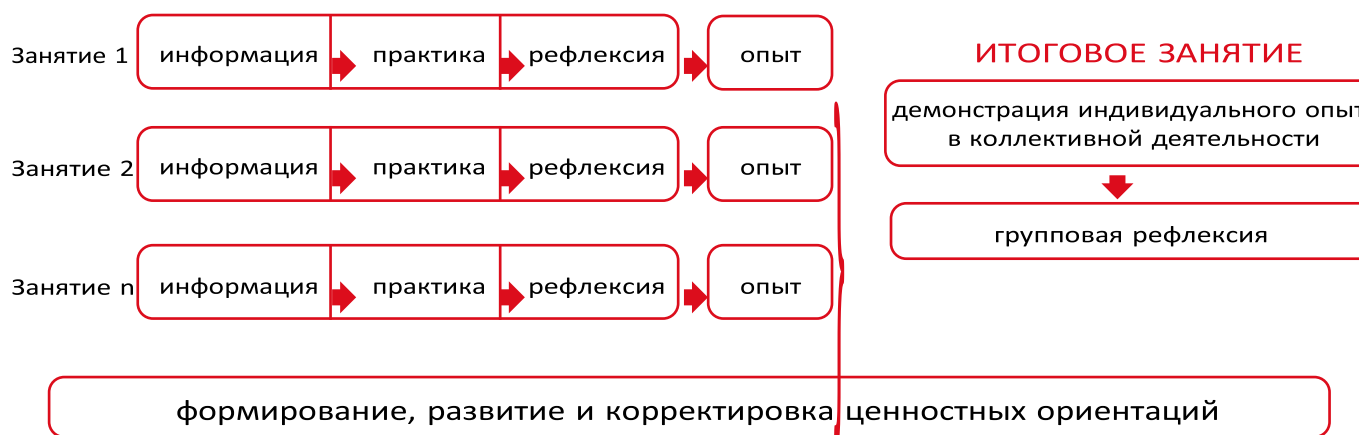 Занятие 1 информация практика рефлексия опыт
Занятие 2 информация практика рефлексия опыт
Занятие n информация практика рефлексия опыт
ИТОГОВОЕ ЗАНЯТИЕ
демонстрация индивидуального опыт
в коллективной деятельности
групповая рефлексия
формирование, развитие и корректировка ценностных ориентаций